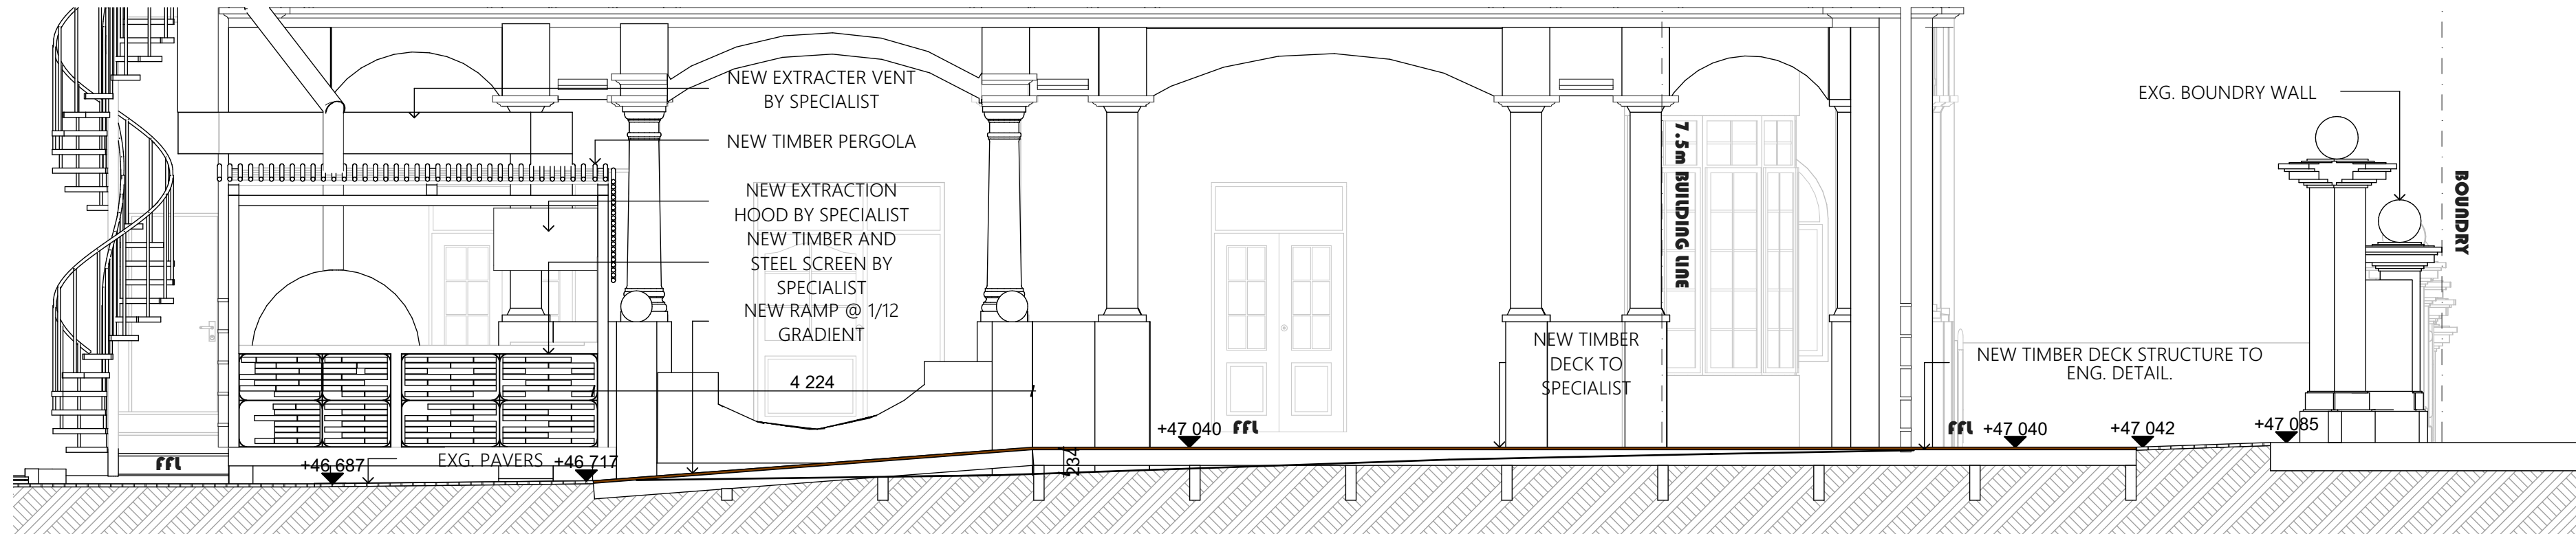 NEW EXTRACTER VENT
BY SPECIALIST
NEW TIMBER PERGOLA
NEW EXTRACTION
HOOD BY SPECIALIST
NEW TIMBER AND
STEEL SCREEN BY
SPECIALIST
NEW RAMP @ 1/12
GRADIENT
4 224
7.5m BUILDING LINE
EXG. BOUNDRY WALL
BOUNDRY
NEW TIMBER
DECK TO
SPECIALIST
NEW TIMBER DECK STRUCTURE TO
ENG. DETAIL.
FFL
+46 687
EXG. PAVERS
+46 717
234
+47 040 FFL
FFL +47 040
+47 042
+47 085